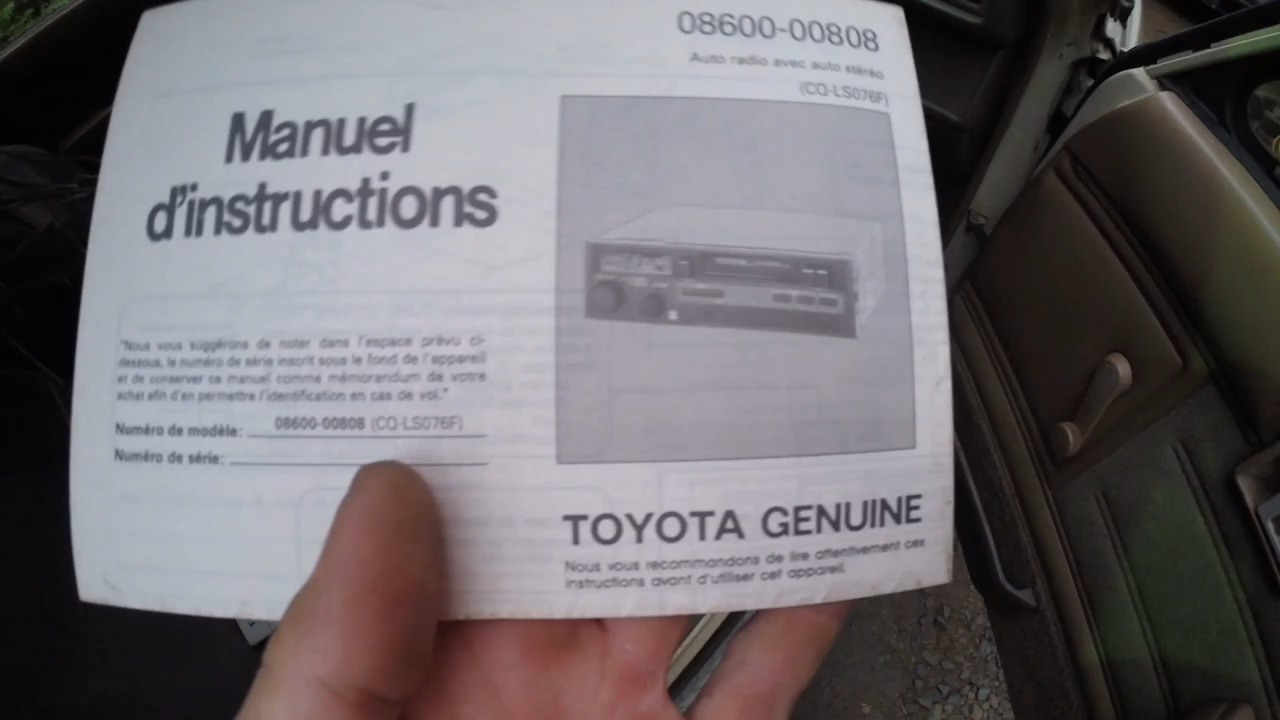 08600-00808
Auto radio avec auto stéréo
(CQ-LS076F)
Manuel
d'instructions
"Nous vous suggérons de noter dans l'espace prévu ci-
dessous, le numéro de série inscrit sous le fond de l'appareil
et de conserver ce manuel comme mémorandum de votre
achat afin d'en permettre l'identification en cas de vol."
Numéro de modèle: 08600-00808 (CQ-LS076F)
Numéro de série:
TOYOTA GENUINE
Nous vous recommandons de lire attentivement ces
instructions avant d'utiliser cet appareil.